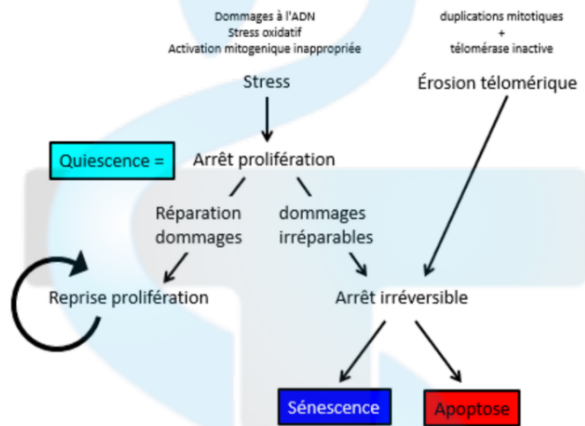 Dommages à l'ADN
Stress oxidatif
Activation mitogenique inappropriée
duplications mitotiques
+
télomérase inactive
Stress
Érosion télomérique
Quiescence =
Arrêt prolifération
Réparation
dommages
dommages
irréparables
Reprise prolifération
Arrêt irréversible
Sénescence
Apoptose